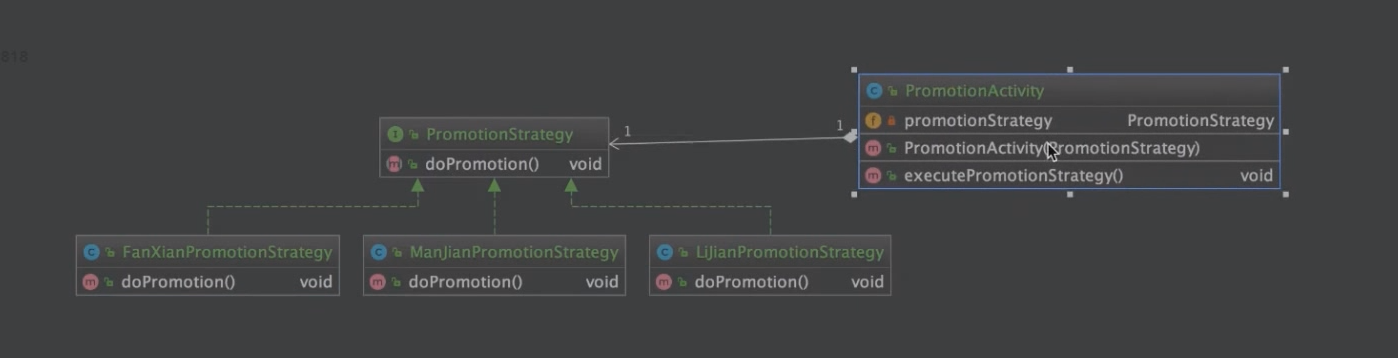 818
PromotionActivity
promotionStrategy PromotionStrategy
PromotionActivity(PromotionStrategy)
executePromotionStrategy() void
1 1
PromotionStrategy
doPromotion() void
FanXianPromotionStrategy
doPromotion() void
ManJianPromotionStrategy
doPromotion() void
LiJianPromotionStrategy
doPromotion() void